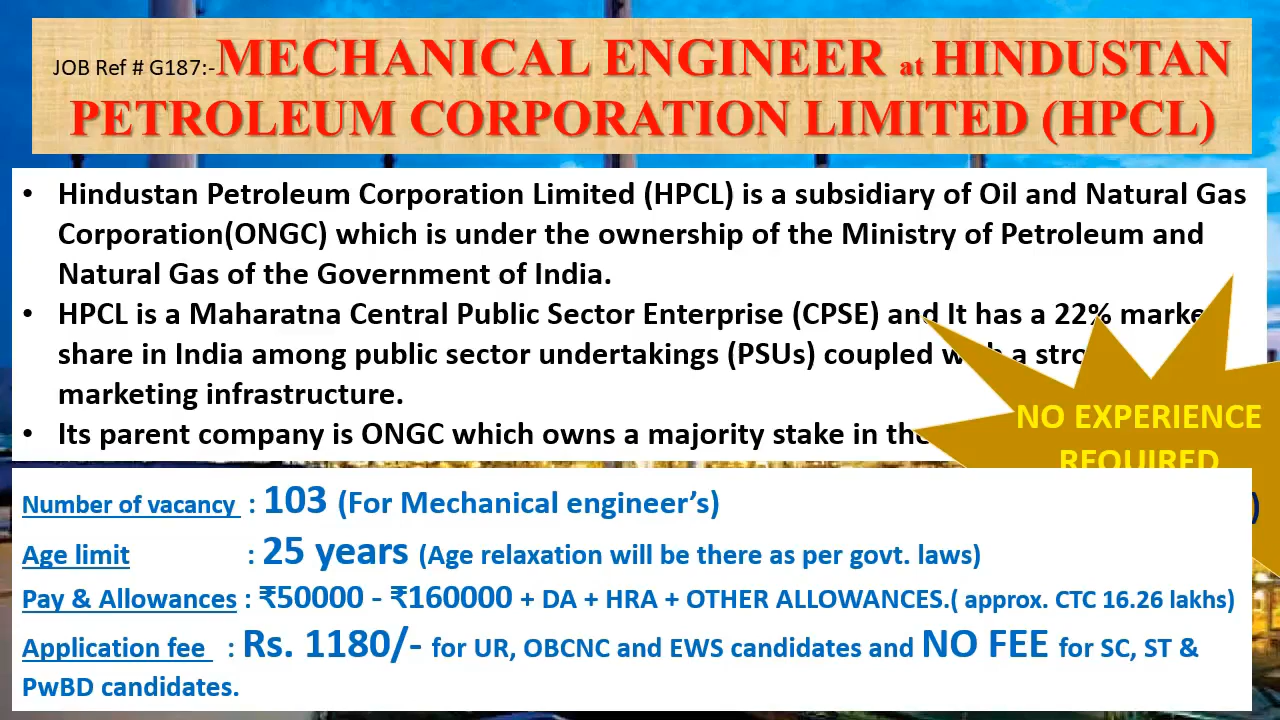 JOB Ref # G187:-MECHANICAL ENGINEER at HINDUSTAN
PETROLEUM CORPORATION LIMITED (HPCL)
• Hindustan Petroleum Corporation Limited (HPCL) is a subsidiary of Oil and Natural Gas
Corporation(ONGC) which is under the ownership of the Ministry of Petroleum and
Natural Gas of the Government of India.
• HPCL is a Maharatna Central Public Sector Enterprise (CPSE) and It has a 22%
share in India among public sector undertakings (PSUs) coupled a
marketing infrastructure.
• Its parent company is ONGC which owns a majority stake in
NO EXPERIENCE
REQUIRED
Number of vacancy : 103 (For Mechanical engineer’s)
Age limit : 25 years (Age relaxation will be there as per govt. laws)
Pay & Allowances : ₹50000 - ₹160000 + DA + HRA + OTHER ALLOWANCES.( approx. CTC 16.26 lakhs)
Application fee : Rs. 1180/- for UR, OBCNC and EWS candidates and NO FEE for SC, ST &
PwBD candidates.